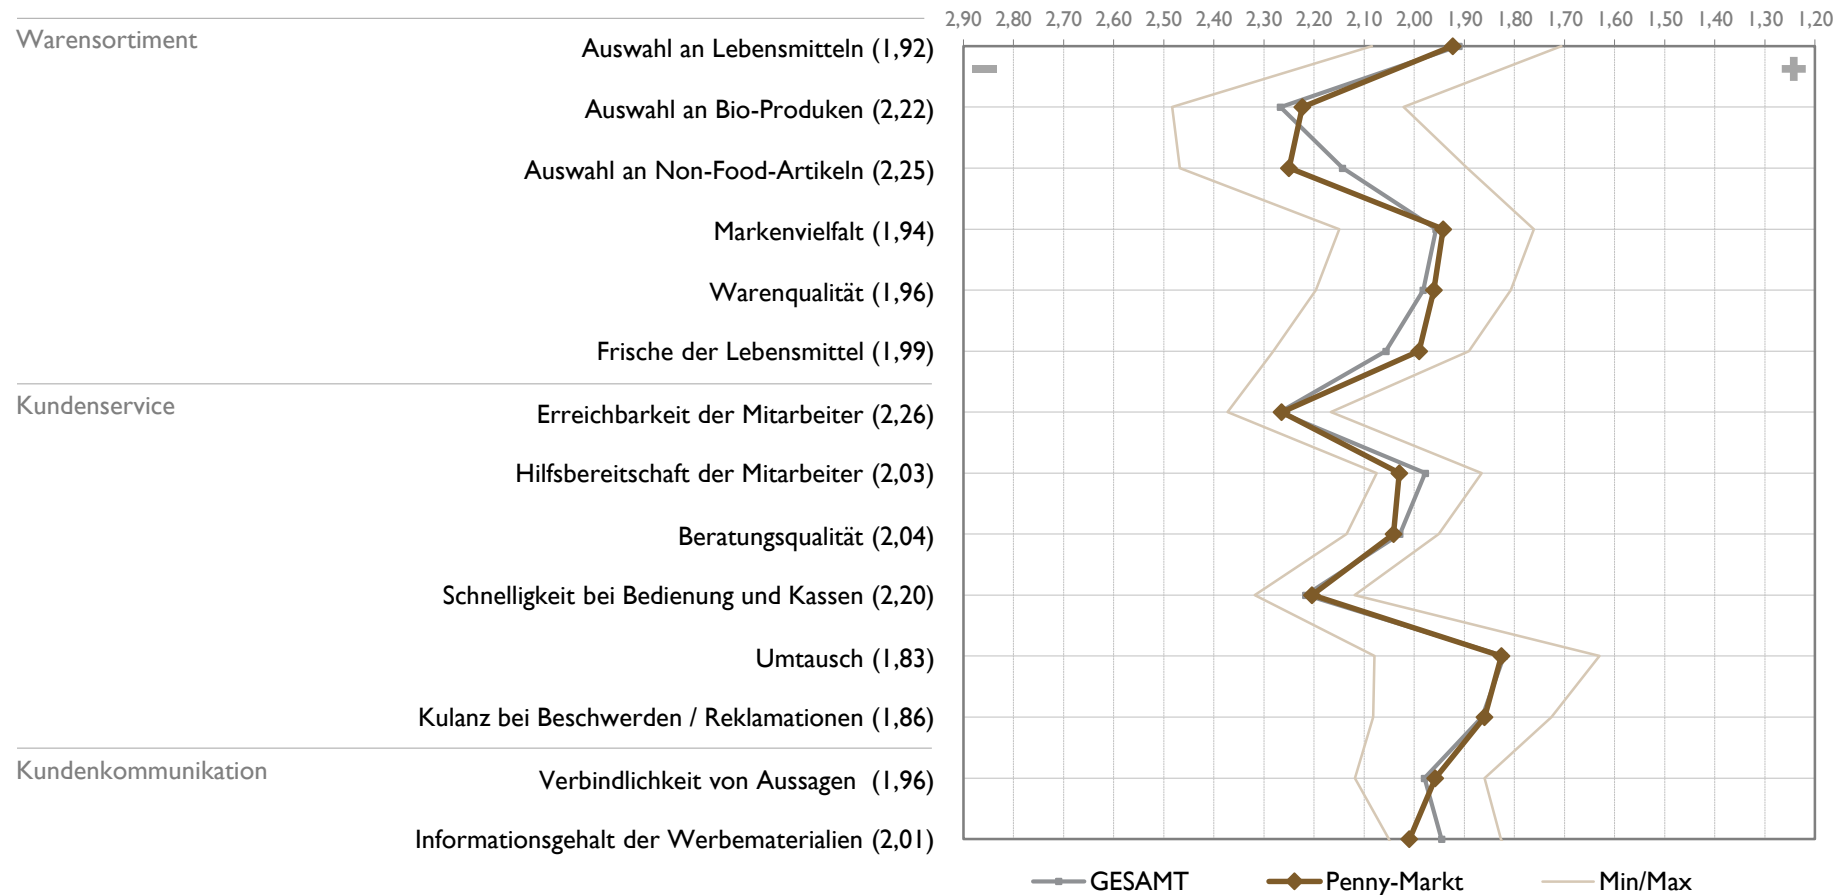 2,90 2,80 2,70 2,60 2,50 2,40 2,30 2,20 2,10 2,00 1,90 1,80 1,70 1,60 1,50 1,40 1,30 1,20
Warensortiment
Auswahl an Lebensmitteln (1,92)
Auswahl an Bio-Produken (2,22)
Auswahl an Non-Food-Artikeln (2,25)
Markenvielfalt (1,94)
Warenqualität (1,96)
Frische der Lebensmittel (1,99)
Kundenservice
Erreichbarkeit der Mitarbeiter (2,26)
Hilfsbereitschaft der Mitarbeiter (2,03)
Beratungsqualität (2,04)
Schnelligkeit bei Bedienung und Kassen (2,20)
Umtausch (1,83)
Kulanz bei Beschwerden / Reklamationen (1,86)
Kundenkommunikation
Verbindlichkeit von Aussagen (1,96)
Informationsgehalt der Werbematerialien (2,01)
GESAMT Penny-Markt Min/Max